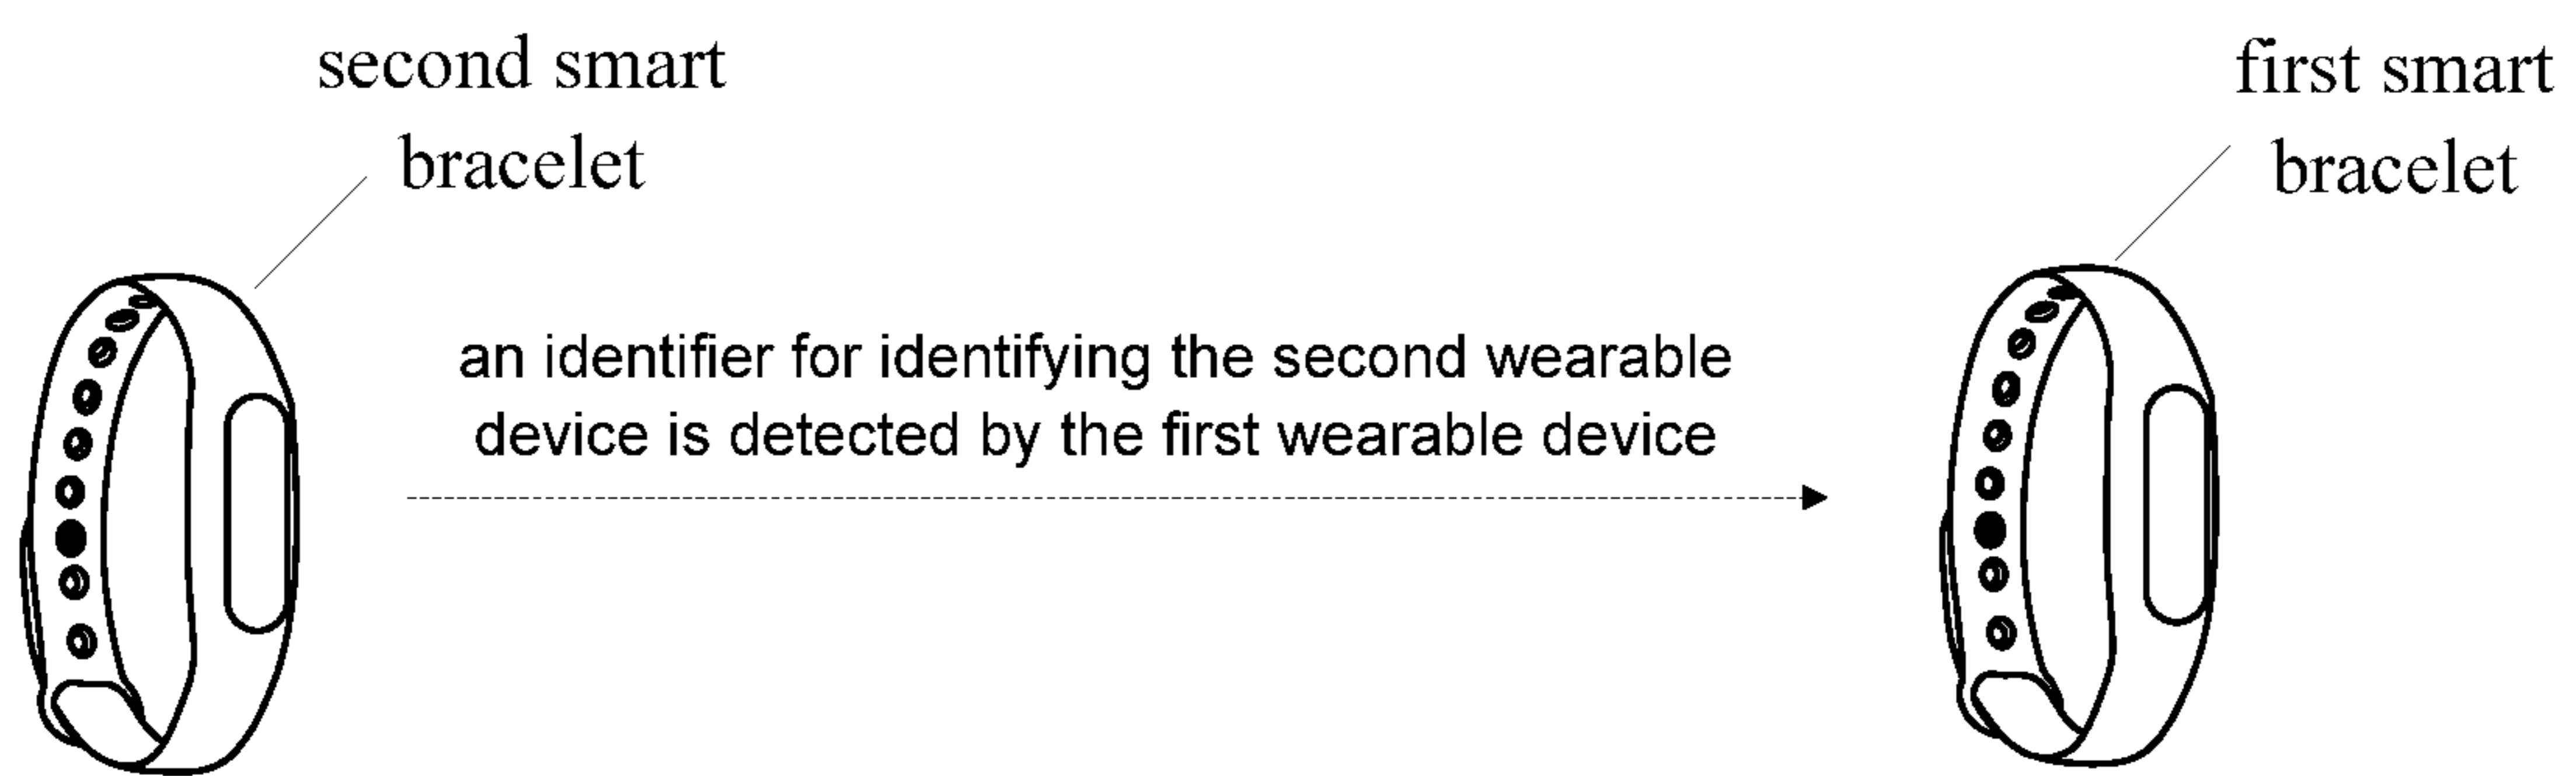 second smart
bracelet
first smart
bracelet
an identifier for identifying the second wearable
device is detected by the first wearable device